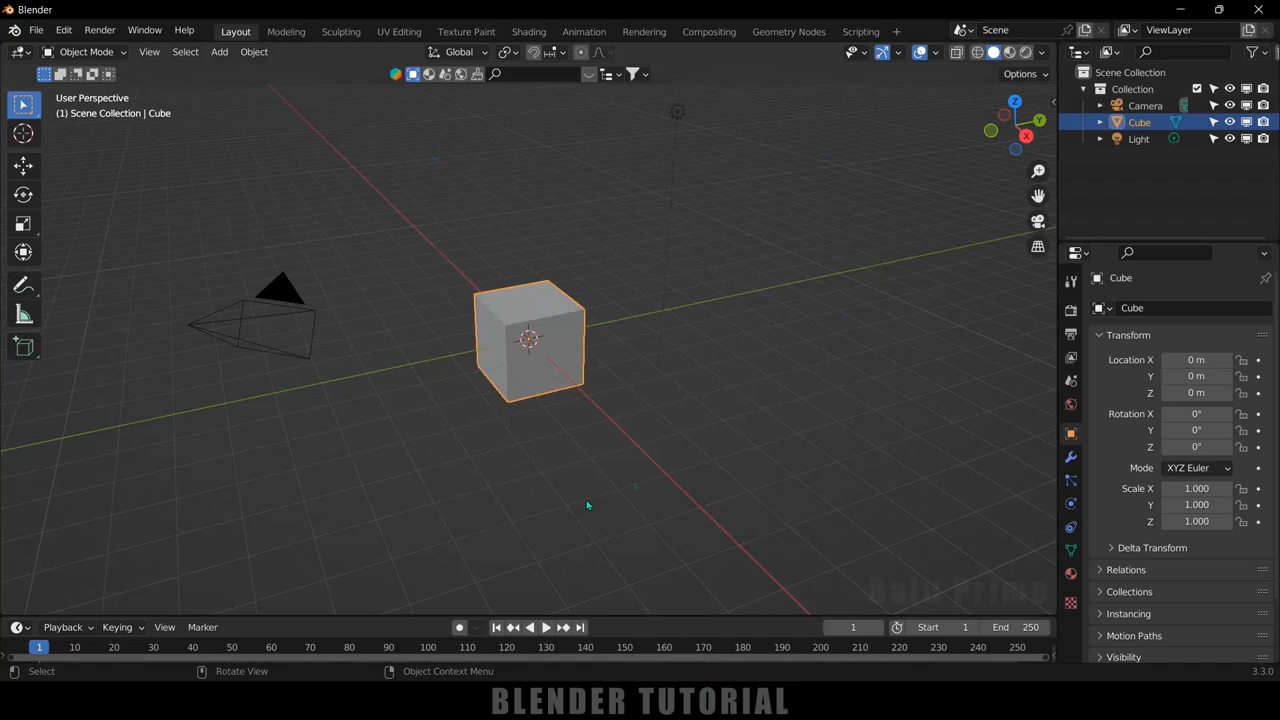 Blender
File Edit Render Window Help Layout Modeling Sculpting UV Editing Texture Paint Shading Animation Rendering Compositing Geometry Nodes Scripting + Scene ViewLayer
Object Mode View Select Add Object Global
Options
User Perspective
(1) Scene Collection | Cube
Z
Y
X
Scene Collection
Collection
Camera
Cube
Light
Cube
Cube
Transform
Location X 0 m
Y 0 m
Z 0 m
Rotation X 0°
Y 0°
Z 0°
Mode XYZ Euler
Scale X 1.000
Y 1.000
Z 1.000
Delta Transform
Relations
Collections
Instancing
Motion Paths
Visibility
Balu Prime
Playback Keying View Marker 1 Start 1 End 250
1 10 20 30 40 50 60 70 80 90 100 110 120 130 140 150 160 170 180 190 200 210 220 230 240 250
Select Rotate View Object Context Menu 3.3.0
BLENDER TUTORIAL